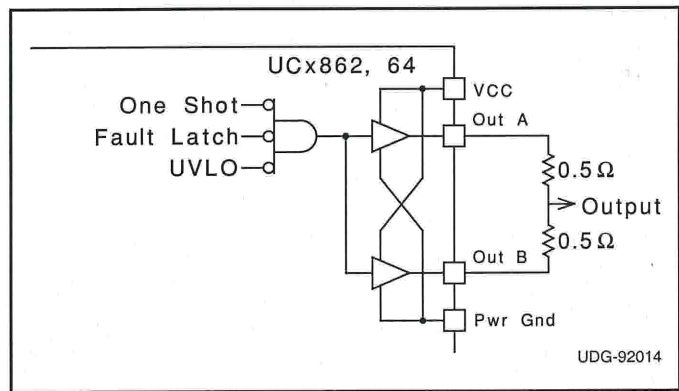 UCx862, 64
VCC
One Shot
Out A
Fault Latch
0.5Ω
UVLO
Output
0.5Ω
Out B
Pwr Gnd
UDG-92014